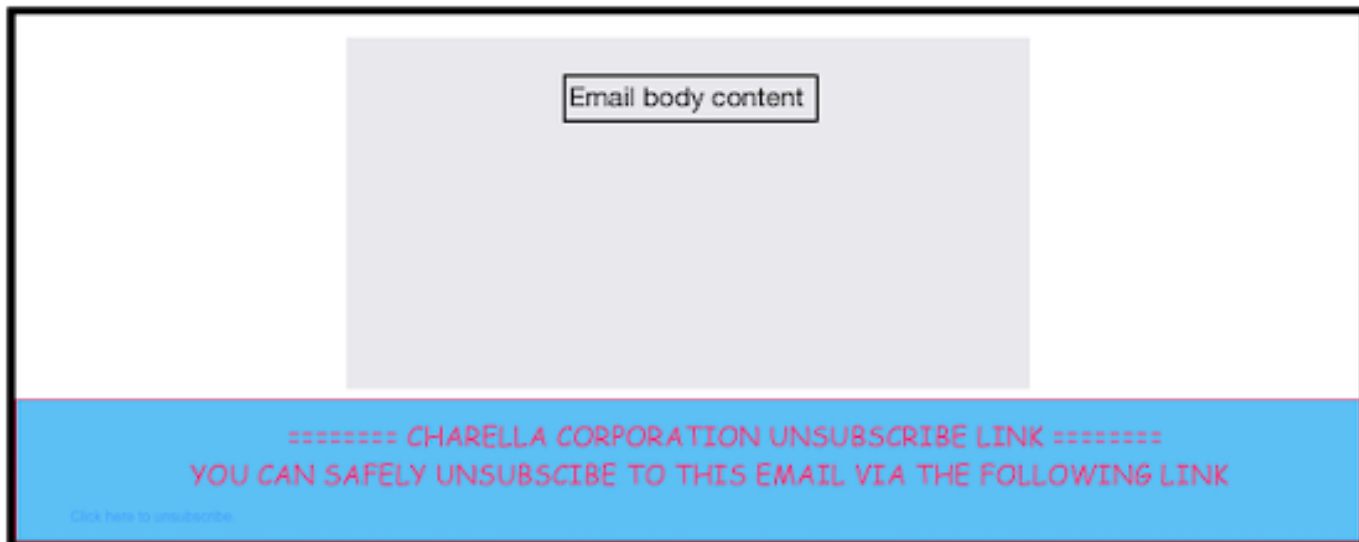 Email body content
======== CHARELLA CORPORATION UNSUBSCRIBE LINK ========
YOU CAN SAFELY UNSUBSCIBE TO THIS EMAIL VIA THE FOLLOWING LINK
Click here to unsubscribe.